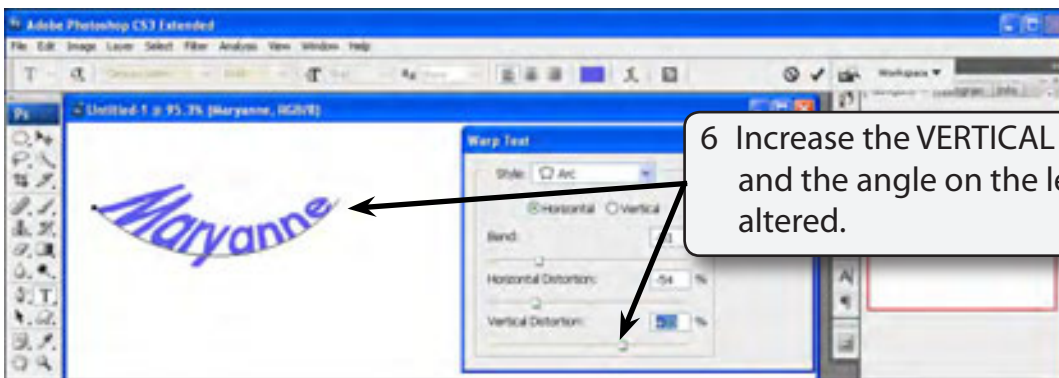 Adobe Photoshop CS3 Extended
File Edit Image Layer Select Filter Analysis View Window Help
T T Workspace
Ps Untitled-1 @ 95.3% (Maryanne, RGB/8)
Warp Text
6 Increase the VERTICAL
Style: Arc
and the angle on the le
Horizontal Vertical
altered.
Maryanne
Bend:
Horizontal Distortion: -54 %
Vertical Distortion: %
T A